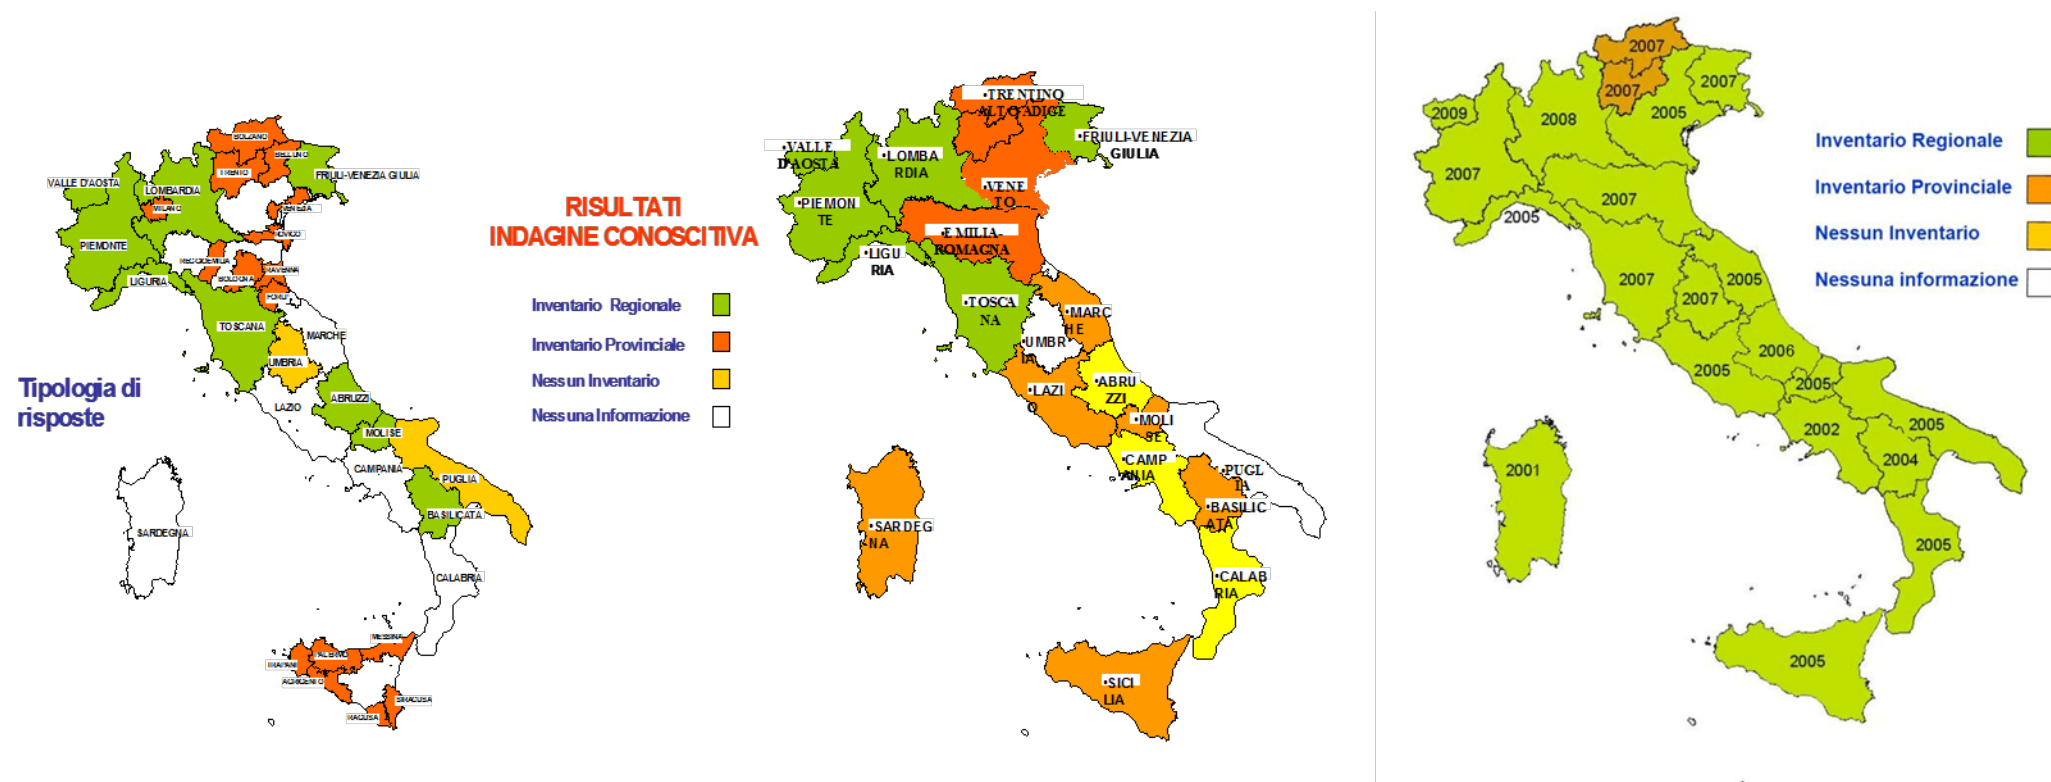 BOLZANO
BELLUNO
TRENTO
FRIULI-VENEZIA GIULIA
VALLE D'AOSTA
LOMBARDIA
MILANO
VENEZIA
ROVIGO
PIEMONTE
REGGIO EMILIA
BOLOGNA
RAVENNA
LIGURIA
FORLI'
TOSCANA
MARCHE
UMBRIA
LAZIO
ABRUZZI
MOLISE
CAMPANIA
PUGLIA
BASILICATA
SARDEGNA
CALABRIA
MESSINA
PALERMO
TRAPANI
AGRIGENTO
SIRACUSA
RAGUSA
Tipologia di
risposte
RISULTATI
INDAGINE CONOSCITIVA
Inventario Regionale
Inventario Provinciale
Nessun Inventario
Nessuna Informazione
•TRENTINO
ALTO ADIGE
•FRIULI-VENEZIA
GIULIA
•VALLE
D'AOSTA
•LOMBA
RDIA
•VENE
TO
•PIEMON
TE
•EMILIA-
ROMAGNA
•LIGU
RIA
•TOSCA
NA
•MARC
HE
•UMBR
IA
•LAZI
O
•ABRU
ZZI
•MOLI
SE
•CAMP
ANIA
•PUGL
IA
•BASILIC
ATA
•SARDEG
NA
•CALAB
RIA
•SICI
LIA
2007
2007
2007
2009
2008
2005
2007
2007
2005
2007
2005
2007
2006
2005
2005
2005
2002
2004
2001
2005
2005
Inventario Regionale
Inventario Provinciale
Nessun Inventario
Nessuna informazione